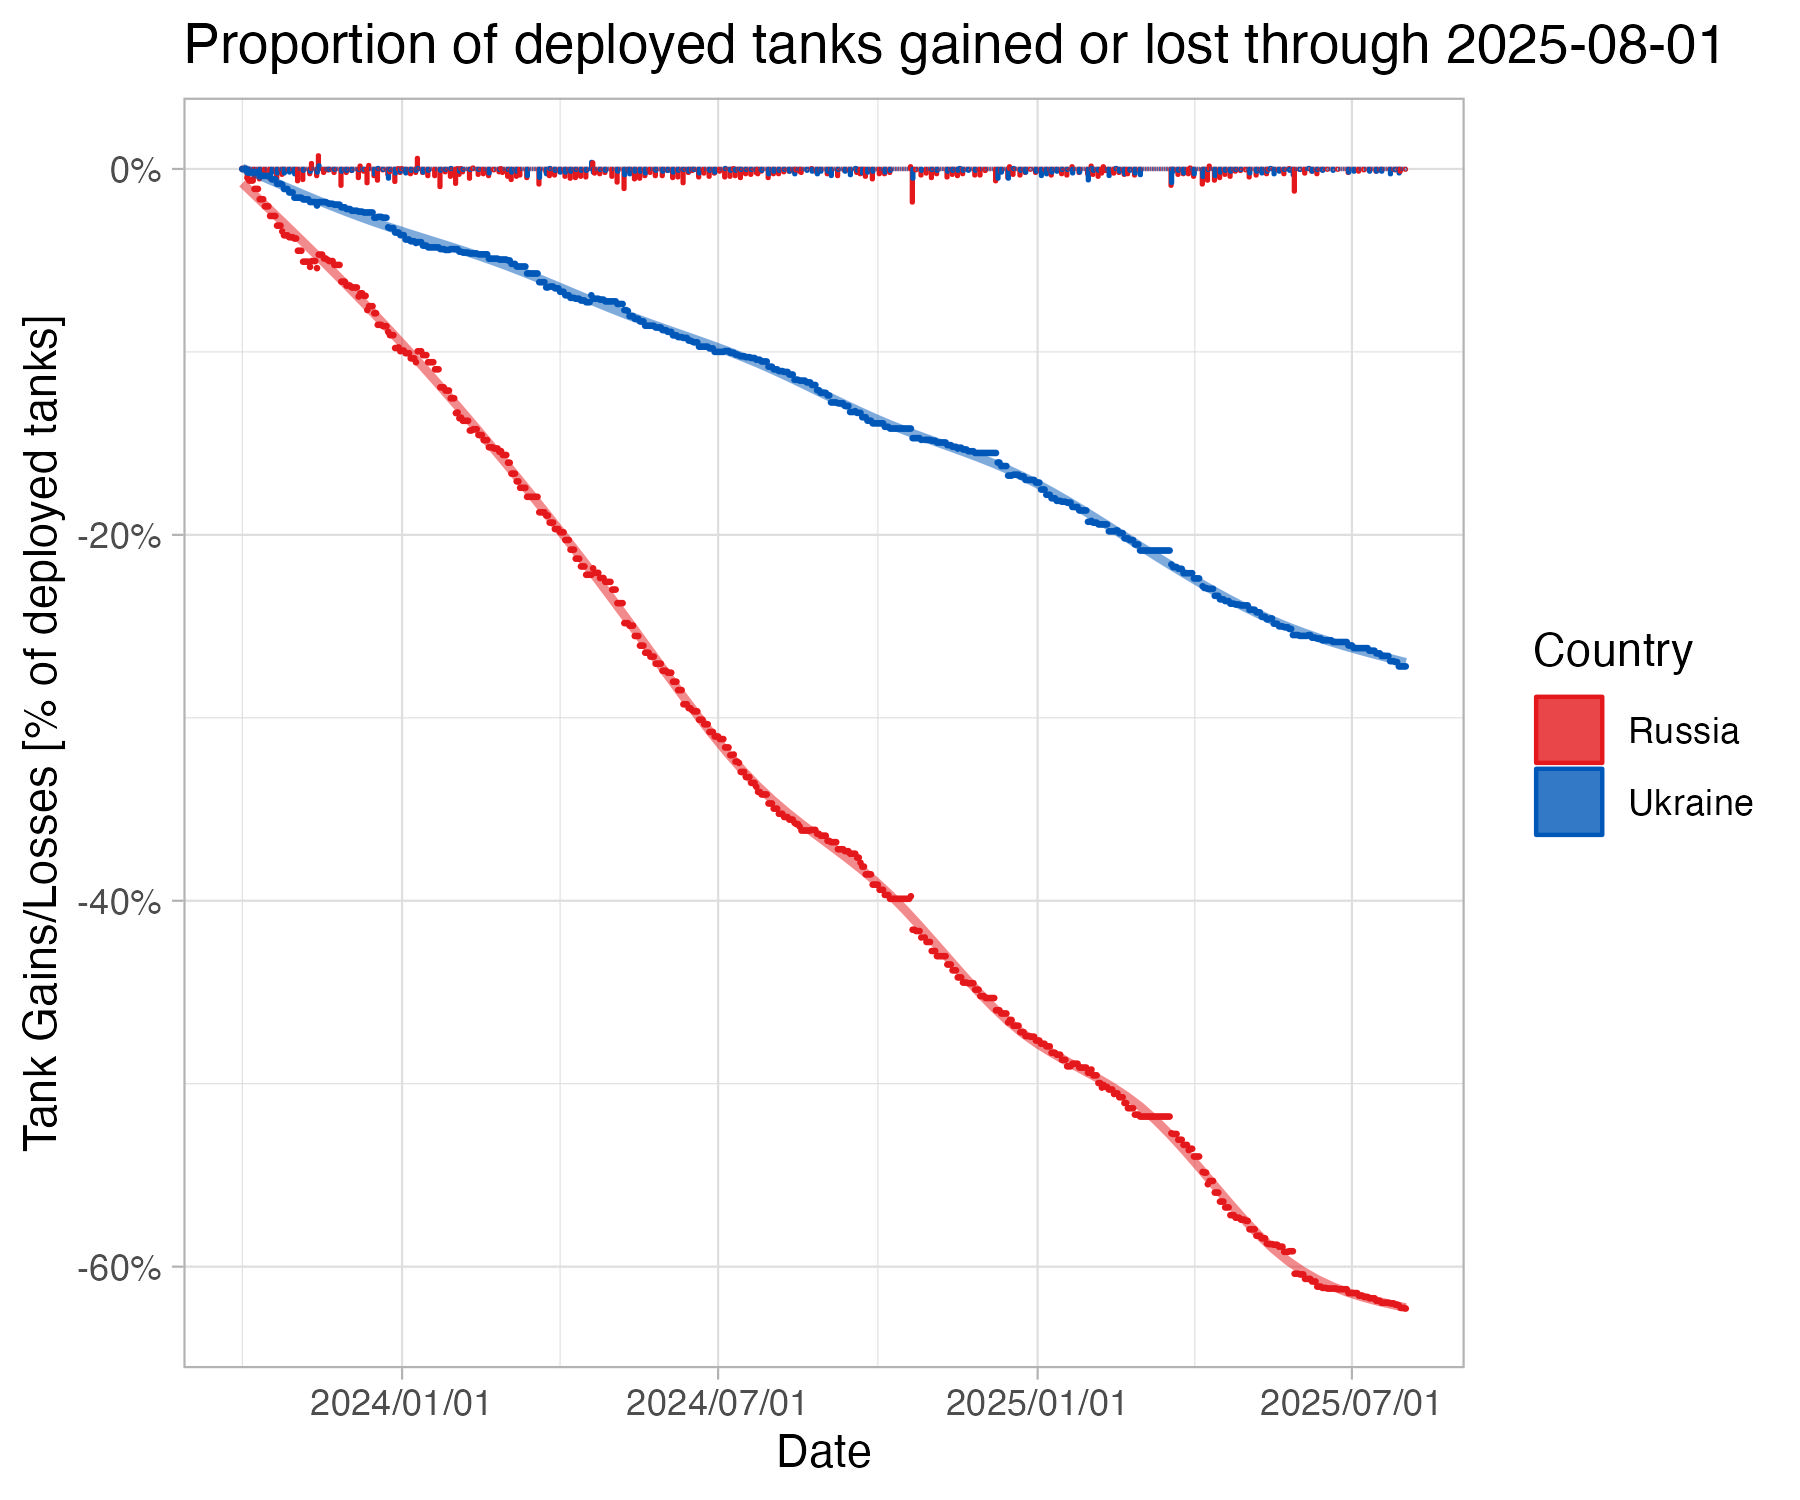 Proportion of deployed tanks gained or lost through 2025-08-01
Tank Gains/Losses [% of deployed tanks]
0%
-20%
-40%
-60%
2024/01/01
2024/07/01
2025/01/01
2025/07/01
Date
Country
Russia
Ukraine